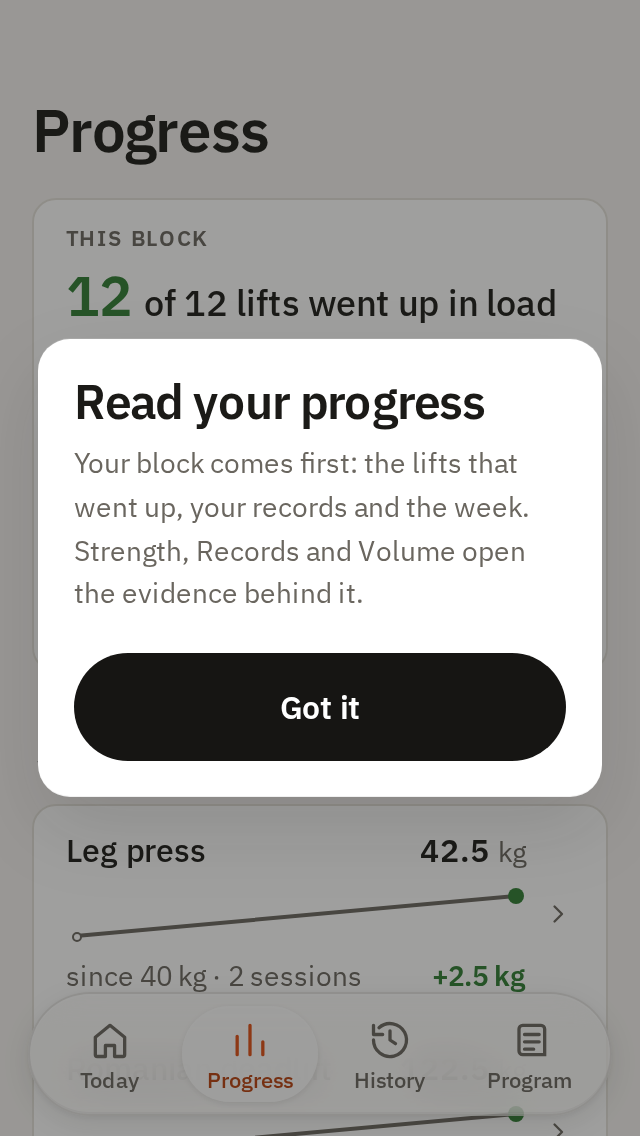 Progress
THIS BLOCK
12 of 12 lifts went up in load
Read your progress
Your block comes first: the lifts that
went up, your records and the week.
Strength, Records and Volume open
the evidence behind it.
Got it
Leg press 42.5 kg
since 40 kg · 2 sessions +2.5 kg
Today Progress History Program